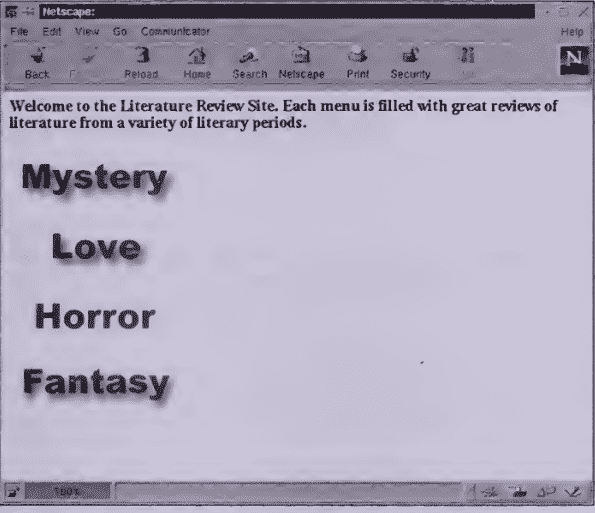 Netscape:
File Edit View Go Communicator Help
Back Reload Home Search Netscape Print Security
N
Welcome to the Literature Review Site. Each menu is filled with great reviews of
literature from a variety of literary periods.
Mystery
Love
Horror
Fantasy
100%